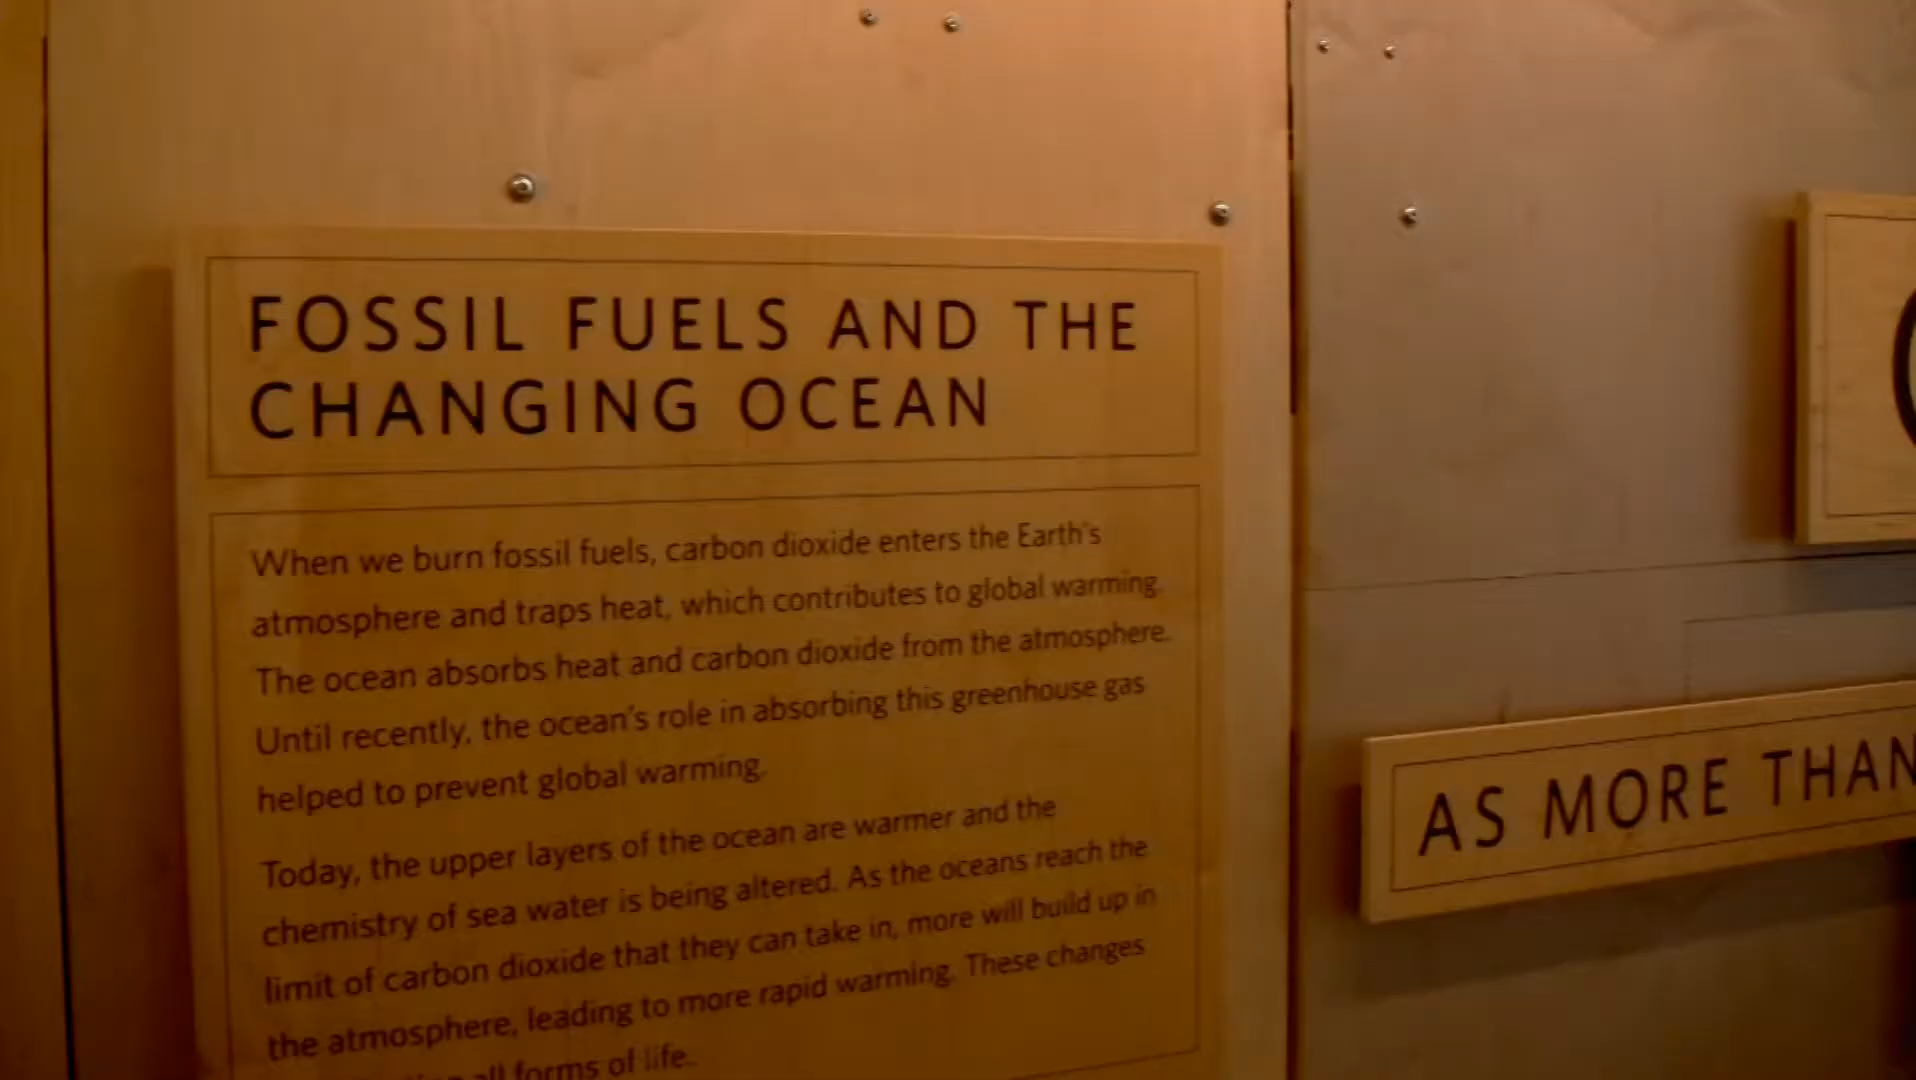 FOSSIL FUELS AND THE
CHANGING OCEAN
When we burn fossil fuels, carbon dioxide enters the Earth's
atmosphere and traps heat, which contributes to global warming.
The ocean absorbs heat and carbon dioxide from the atmosphere.
Until recently, the ocean's role in absorbing this greenhouse gas
helped to prevent global warming.
Today, the upper layers of the ocean are warmer and the
chemistry of sea water is being altered. As the oceans reach the
limit of carbon dioxide that they can take in, more will build up in
the atmosphere, leading to more rapid warming. These changes
all forms of life.
AS MORE THAN